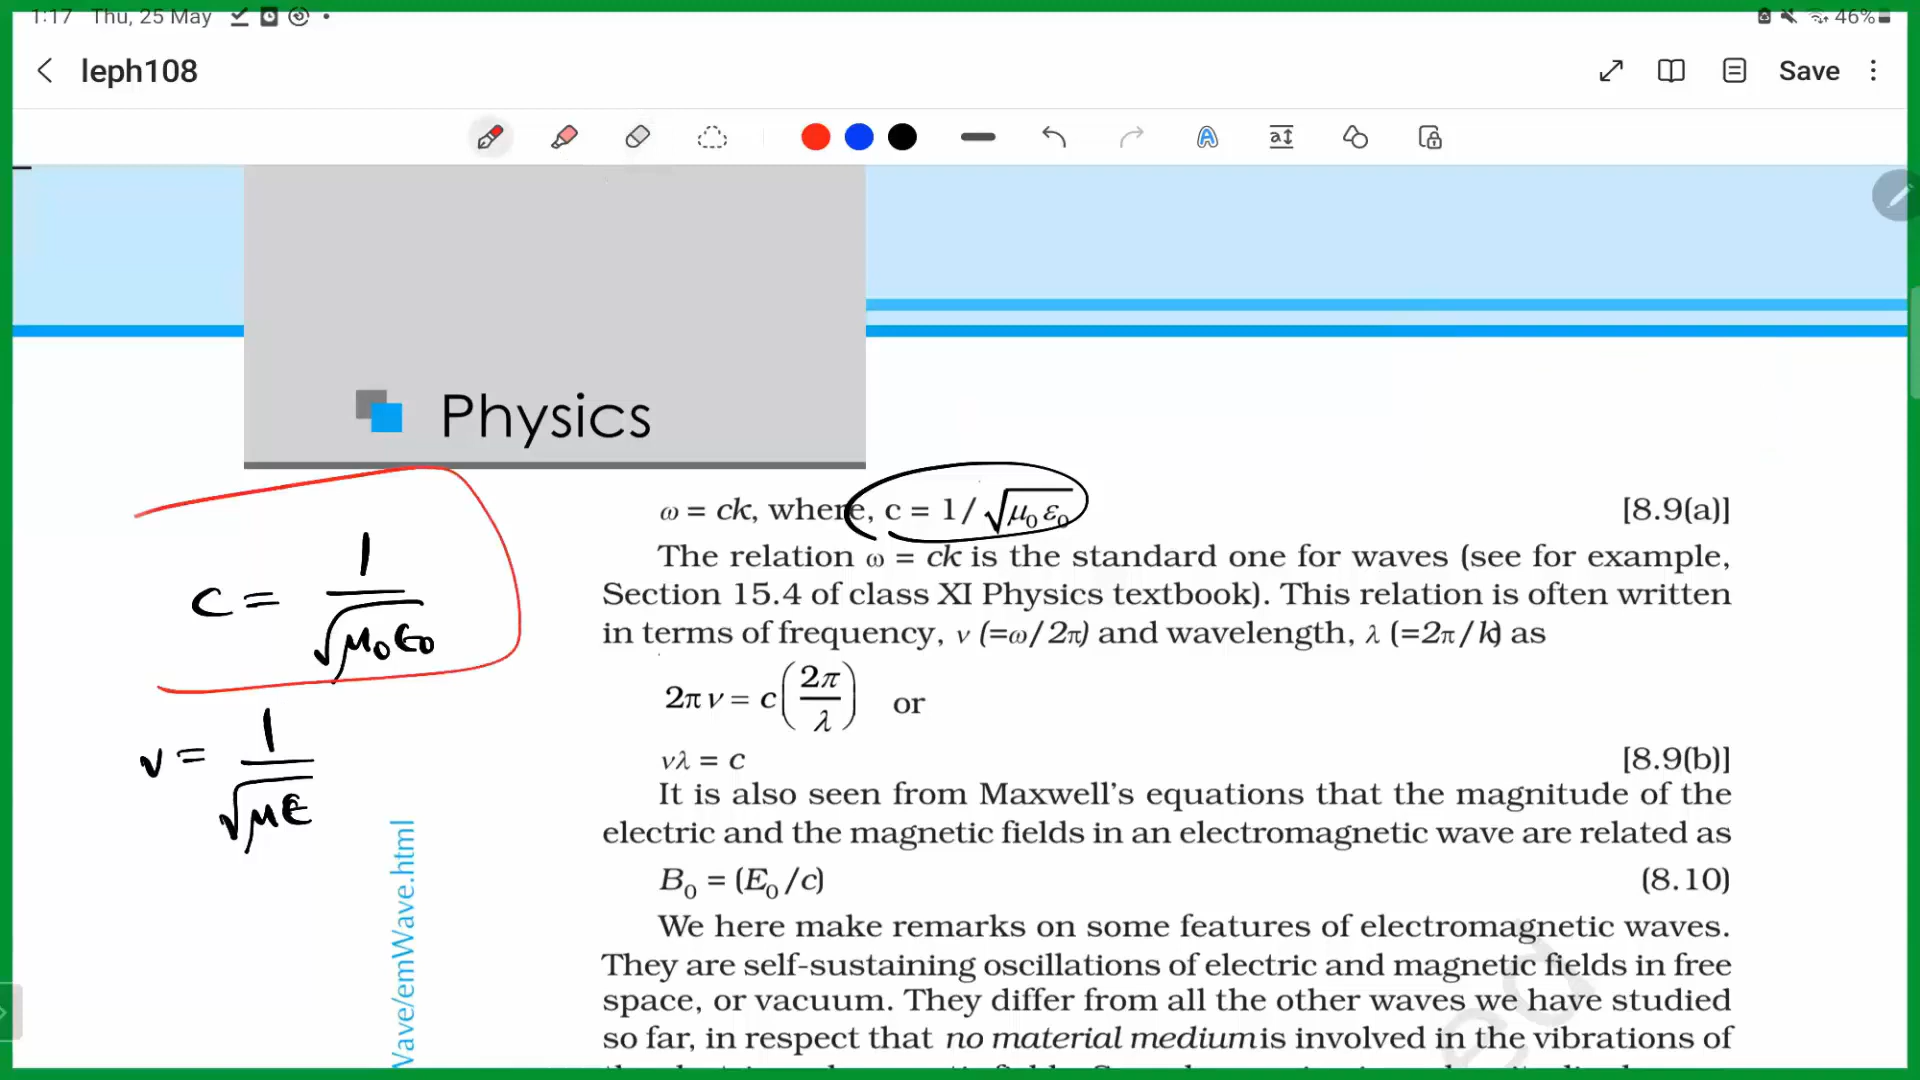 1:17 Thu, 25 May
46%
leph108
Save
Physics
ω = ck, where, c = 1/√μ₀ε₀ [8.9(a)]
The relation ω = ck is the standard one for waves (see for example,
Section 15.4 of class XI Physics textbook). This relation is often written
in terms of frequency, ν (=ω/2π) and wavelength, λ (=2π/k) as
2πν = c(2π/λ) or
νλ = c [8.9(b)]
It is also seen from Maxwell's equations that the magnitude of the
electric and the magnetic fields in an electromagnetic wave are related as
B₀ = (E₀/c) (8.10)
We here make remarks on some features of electromagnetic waves.
They are self-sustaining oscillations of electric and magnetic fields in free
space, or vacuum. They differ from all the other waves we have studied
so far, in respect that no material medium is involved in the vibrations of
c = 1/√μ₀ε₀
v = 1/√με
Wave/emWave.html
ed